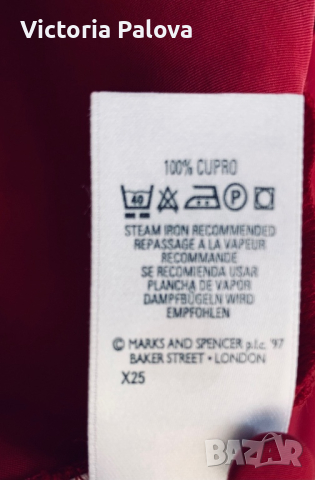 Victoria Palova
100% CUPRO
40 P
STEAM IRON RECOMMENDED
REPASSAGE A LA VAPEUR
RECOMMANDE
SE RECOMIENDA USAR
PLANCHA DE VAPOR
DAMPFBÜGELN WIRD
EMPFOHLEN
© MARKS AND SPENCER p.l.c. '97
BAKER STREET • LONDON
X25
BAZAR